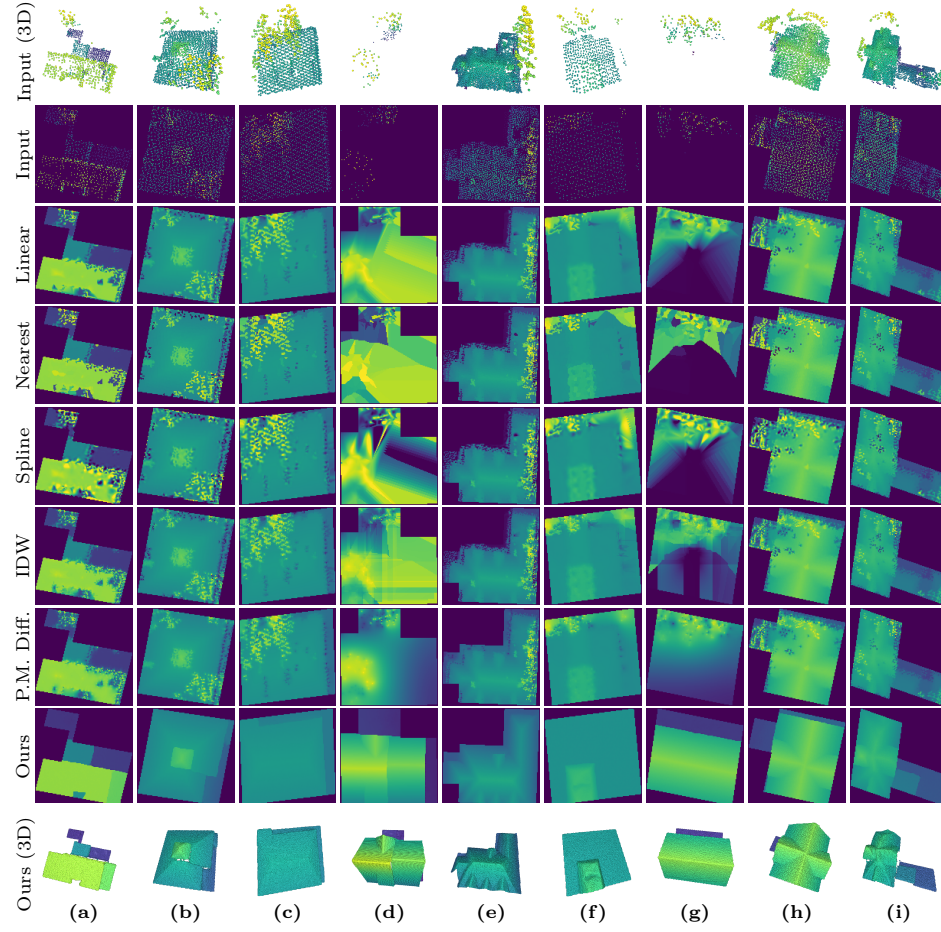 Input (3D)
Input
Linear
Nearest
Spline
IDW
P.M. Diff.
Ours
Ours (3D)
(a) (b) (c) (d) (e) (f) (g) (h) (i)